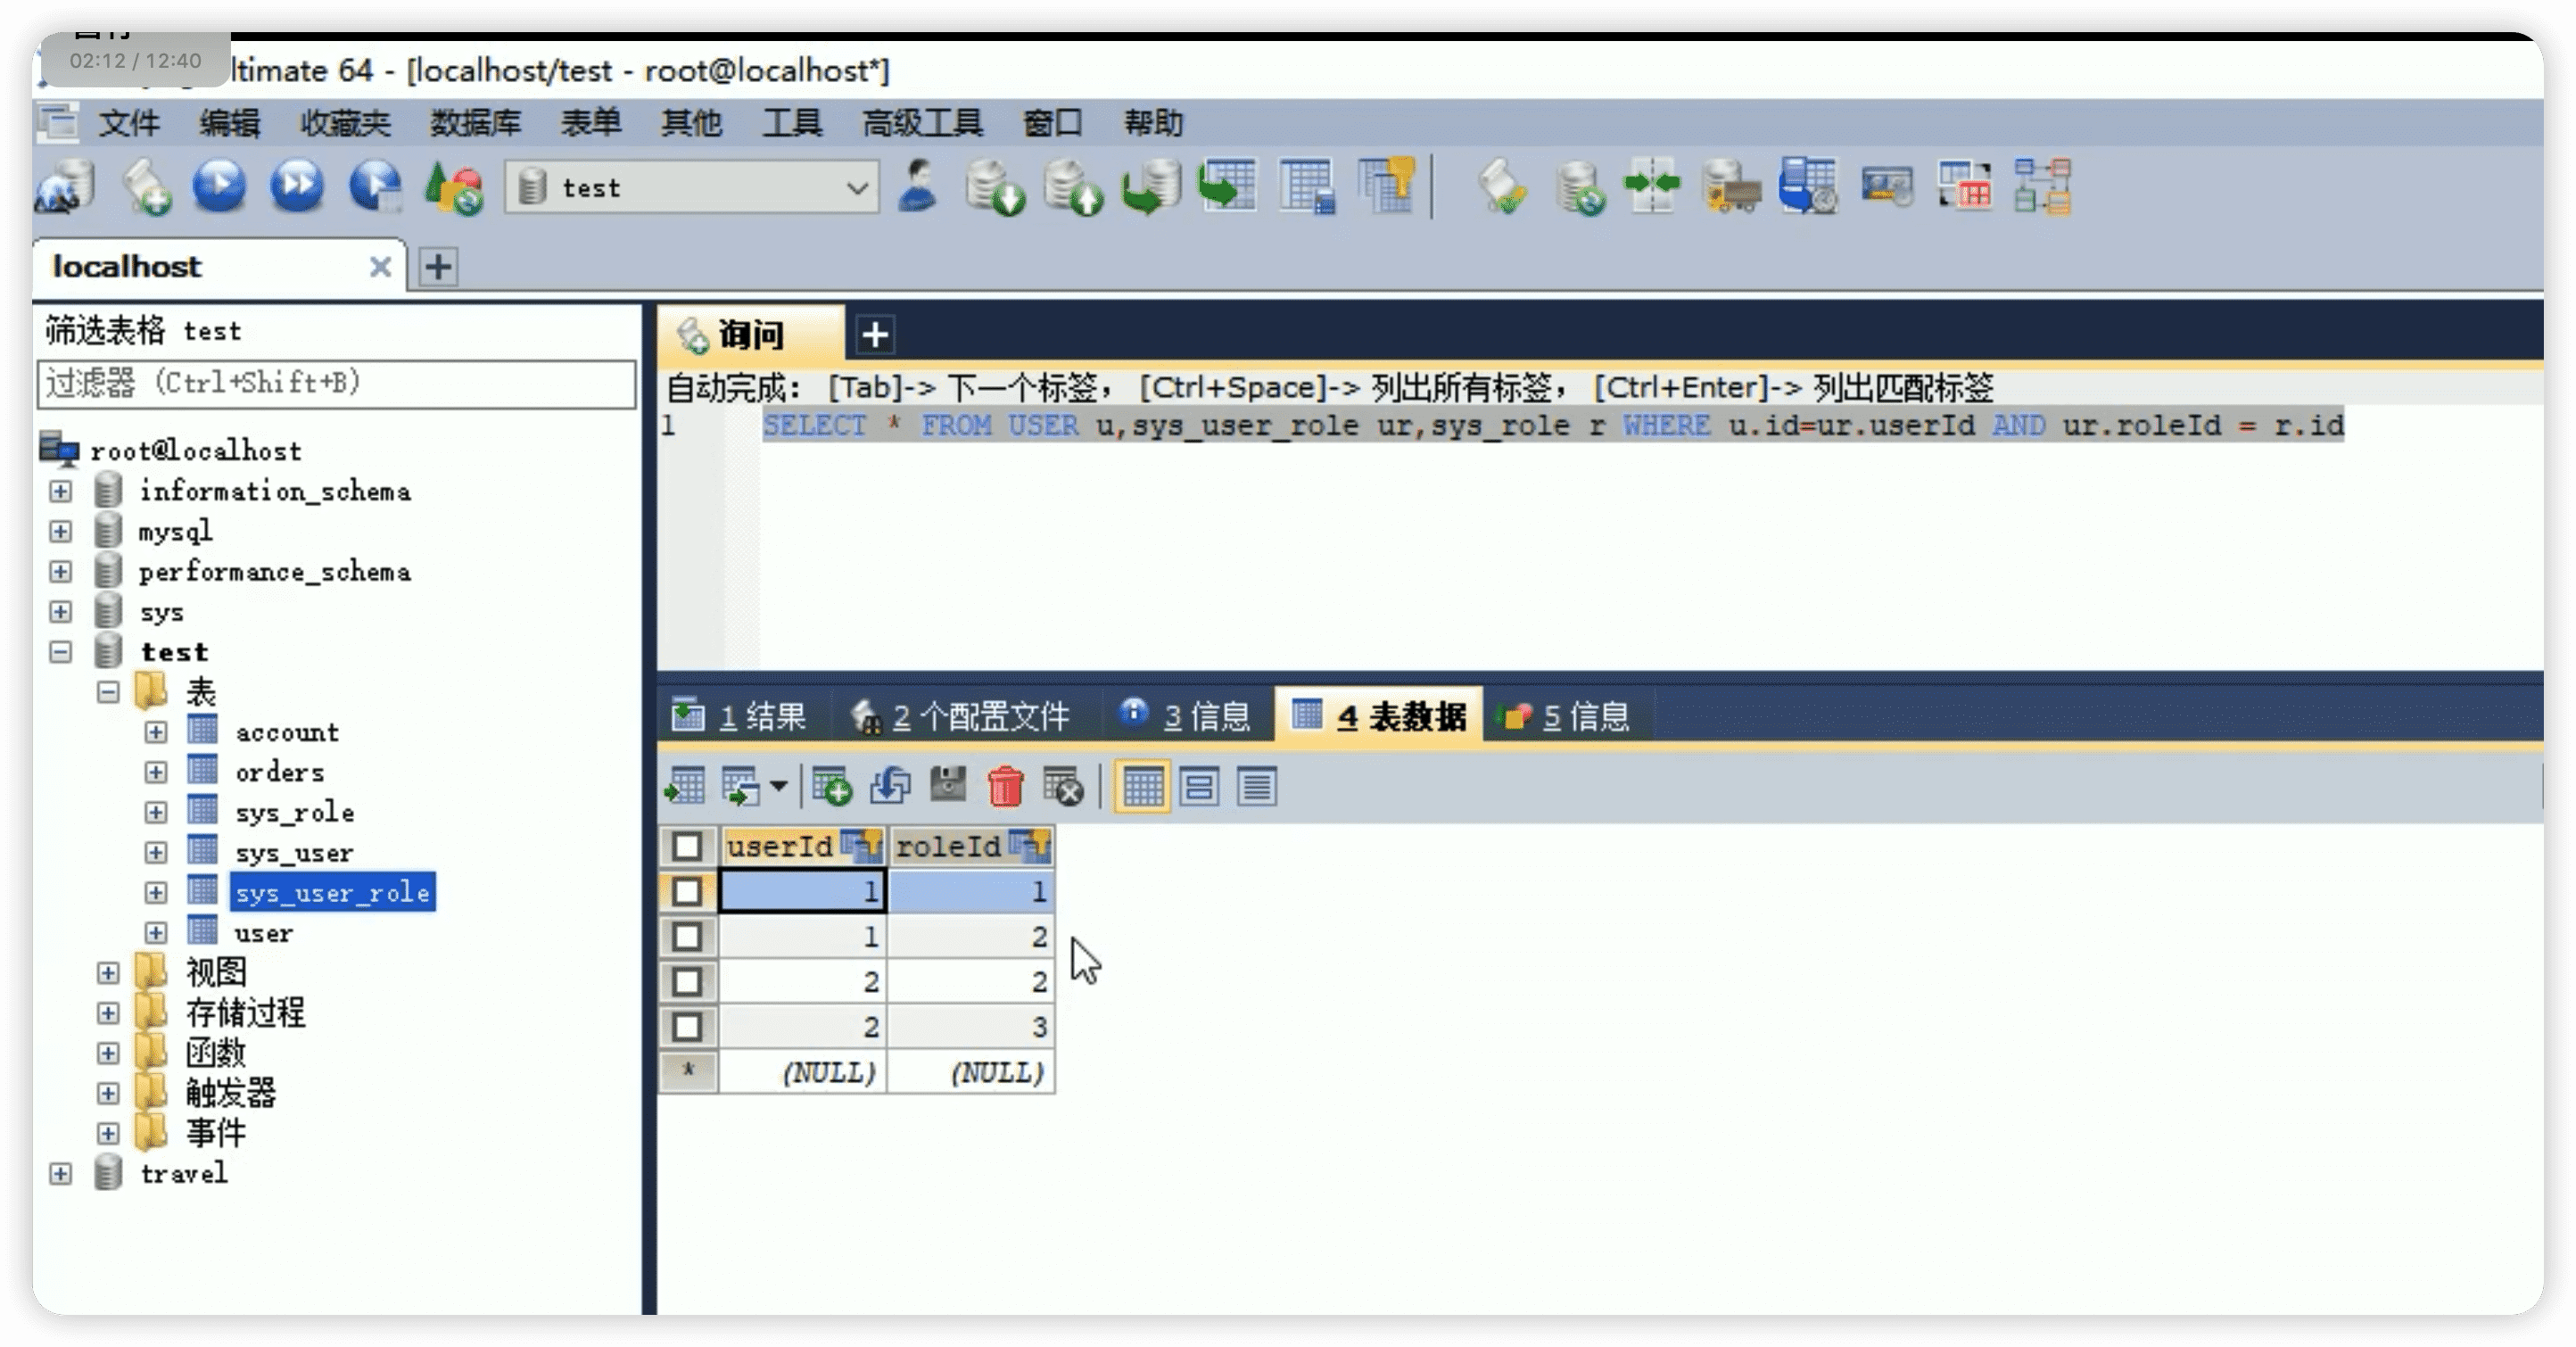 02:12 / 12:40
ltimate 64 - [localhost/test - root@localhost*]
文件 编辑 收藏夹 数据库 表单 其他 工具 高级工具 窗口 帮助
test
localhost
筛选表格 test
过滤器 (Ctrl+Shift+B)
root@localhost
information_schema
mysql
performance_schema
sys
test
表
account
orders
sys_role
sys_user
sys_user_role
user
视图
存储过程
函数
触发器
事件
travel
询问
自动完成： [Tab]-> 下一个标签， [Ctrl+Space]-> 列出所有标签， [Ctrl+Enter]-> 列出匹配标签
1 SELECT * FROM USER u,sys_user_role ur,sys_role r WHERE u.id=ur.userId AND ur.roleId = r.id
1 结果 2 个配置文件 3 信息 4 表数据 5 信息
userId roleId
1 1
1 2
2 2
2 3
* (NULL) (NULL)